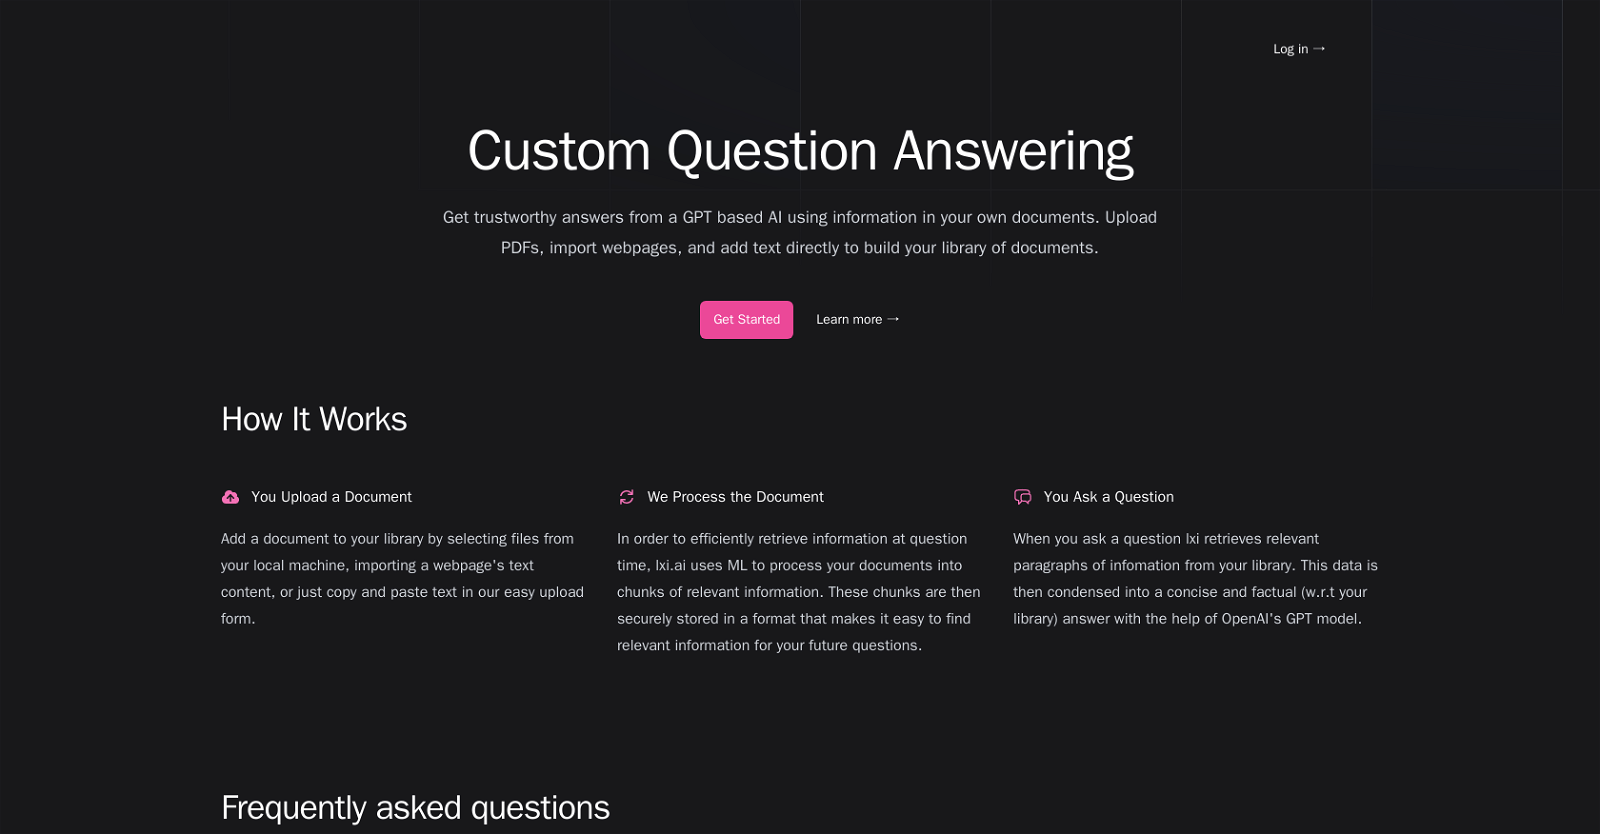 Log in →
Custom Question Answering
Get trustworthy answers from a GPT based AI using information in your own documents. Upload
PDFs, import webpages, and add text directly to build your library of documents.
Get Started
Learn more →
How It Works
You Upload a Document
Add a document to your library by selecting files from
your local machine, importing a webpage's text
content, or just copy and paste text in our easy upload
form.
We Process the Document
In order to efficiently retrieve information at question
time, lxi.ai uses ML to process your documents into
chunks of relevant information. These chunks are then
securely stored in a format that makes it easy to find
relevant information for your future questions.
You Ask a Question
When you ask a question lxi retrieves relevant
paragraphs of infomation from your library. This data is
then condensed into a concise and factual (w.r.t your
library) answer with the help of OpenAI's GPT model.
Frequently asked questions